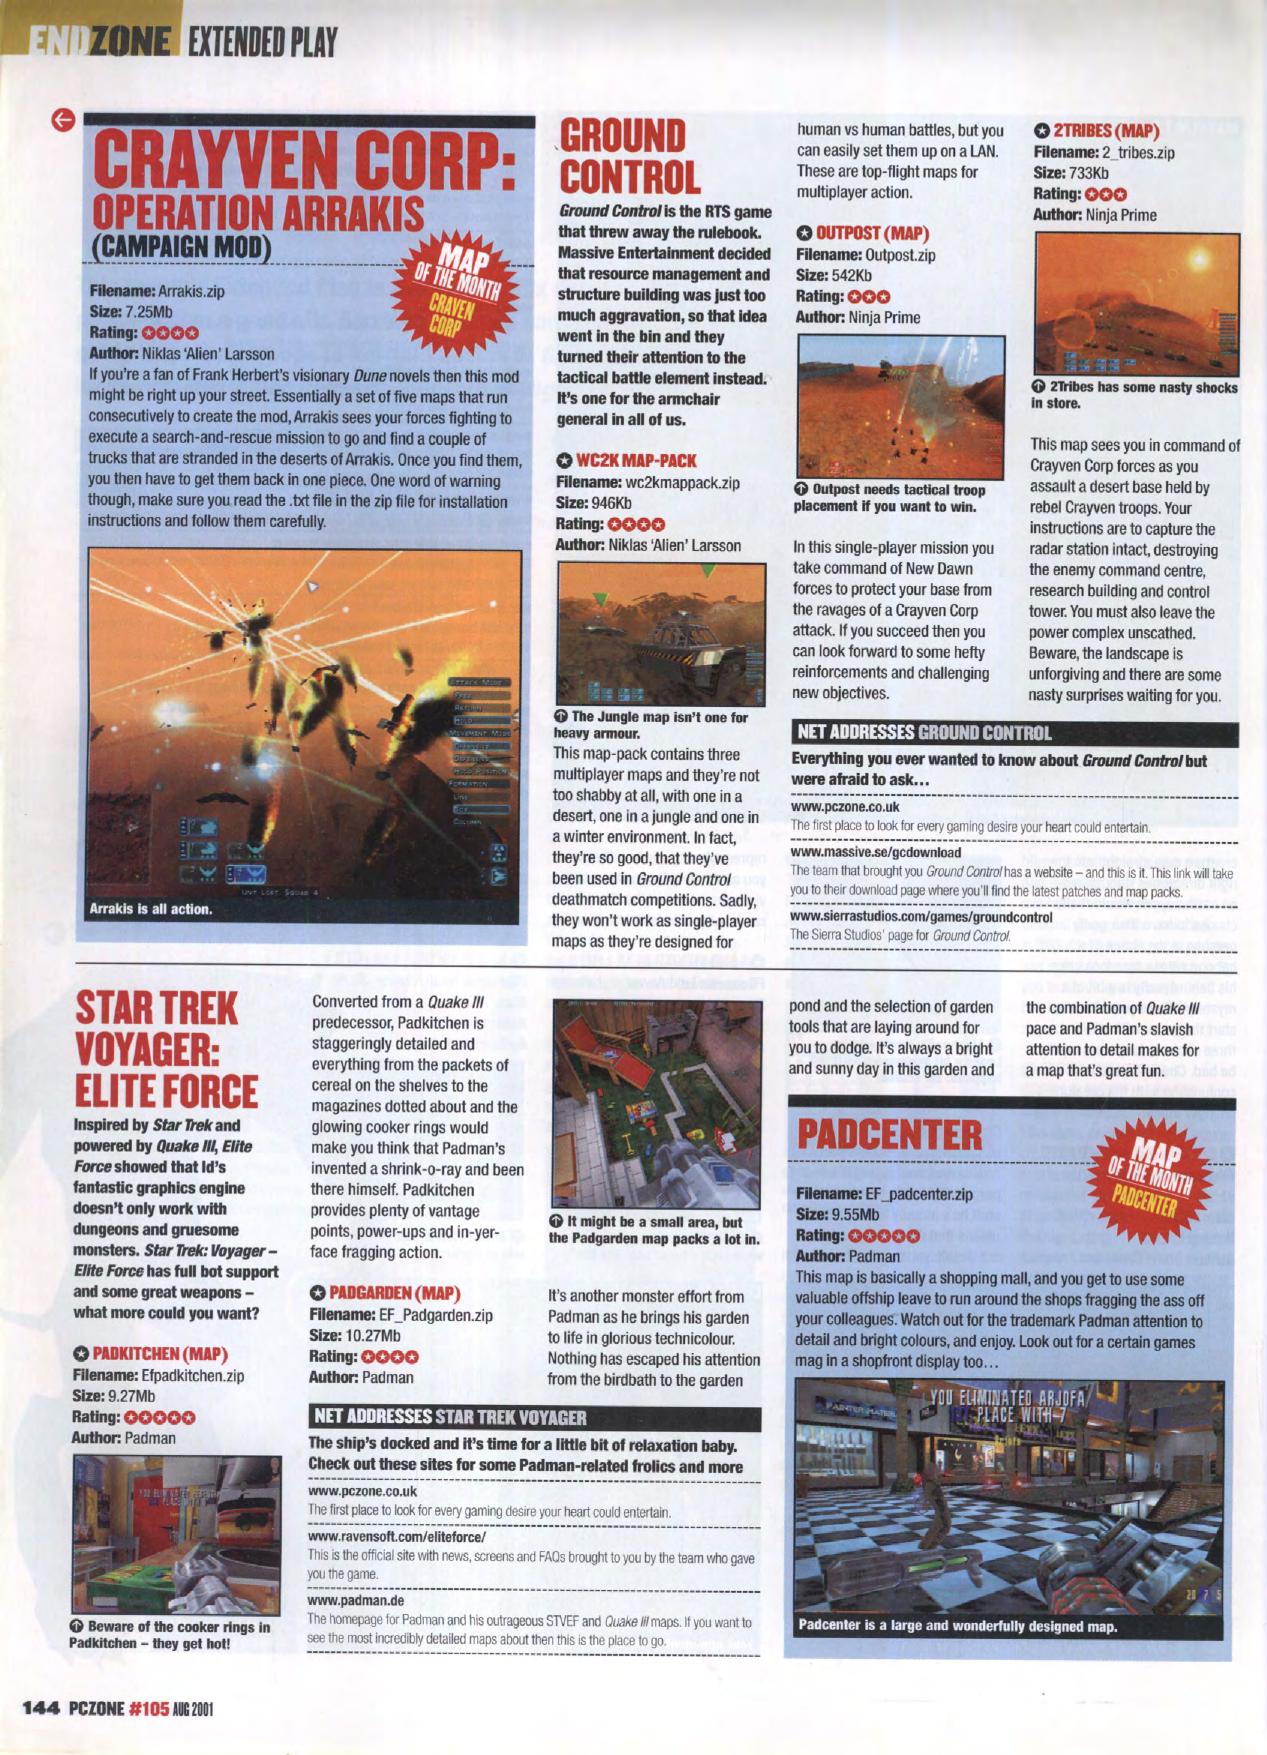 ENDZONE EXTENDED PLAY
CRAYVEN CORP:
OPERATION ARRAKIS
(CAMPAIGN MOD)
MAP
OF THE MONTH
CRAVEN
CORP
Filename: Arrakis.zip
Size: 7.25Mb
Rating:
Author: Niklas ‘Alien’ Larsson
If you're a fan of Frank Herbert's visionary Dune novels then this mod
might be right up your street. Essentially a set of five maps that run
consecutively to create the mod, Arrakis sees your forces fighting to
execute a search-and-rescue mission to go and find a couple of
trucks that are stranded in the deserts of Arrakis. Once you find them,
you then have to get them back in one piece. One word of warning
though, make sure you read the .txt file in the zip file for installation
instructions and follow them carefully.
ATTACK MODE
FREE
RETURN
HOLD
MOVEMENT MODE
HOLD POSITION
FORMATION
LINE
BOX
COLUMN
UNIT LOST: SQUAD 4
Arrakis is all action.
GROUND
CONTROL
Ground Control is the RTS game
that threw away the rulebook.
Massive Entertainment decided
that resource management and
structure building was just too
much aggravation, so that idea
went in the bin and they
turned their attention to the
tactical battle element instead.
It's one for the armchair
general in all of us.
WC2K MAP-PACK
Filename: wc2kmappack.zip
Size: 946Kb
Rating:
Author: Niklas ‘Alien’ Larsson
The Jungle map isn't one for
heavy armour.
This map-pack contains three
multiplayer maps and they're not
too shabby at all, with one in a
desert, one in a jungle and one in
a winter environment. In fact,
they're so good, that they've
been used in Ground Control
deathmatch competitions. Sadly,
they won't work as single-player
maps as they're designed for
human vs human battles, but you
can easily set them up on a LAN.
These are top-flight maps for
multiplayer action.
OUTPOST (MAP)
Filename: Outpost.zip
Size: 542Kb
Rating:
Author: Ninja Prime
Outpost needs tactical troop
placement if you want to win.
In this single-player mission you
take command of New Dawn
forces to protect your base from
the ravages of a Crayven Corp
attack. If you succeed then you
can look forward to some hefty
reinforcements and challenging
new objectives.
2TRIBES (MAP)
Filename: 2_tribes.zip
Size: 733Kb
Rating:
Author: Ninja Prime
2Tribes has some nasty shocks
in store.
This map sees you in command of
Crayven Corp forces as you
assault a desert base held by
rebel Crayven troops. Your
instructions are to capture the
radar station intact, destroying
the enemy command centre,
research building and control
tower. You must also leave the
power complex unscathed.
Beware, the landscape is
unforgiving and there are some
nasty surprises waiting for you.
NET ADDRESSES GROUND CONTROL
Everything you ever wanted to know about Ground Control but
were afraid to ask...
www.pczone.co.uk
The first place to look for every gaming desire your heart could entertain.
www.massive.se/gcdownload
The team that brought you Ground Control has a website – and this is it. This link will take
you to their download page where you'll find the latest patches and map packs.
www.sierrastudios.com/games/groundcontrol
The Sierra Studios' page for Ground Control.
STAR TREK
VOYAGER:
ELITE FORCE
Inspired by Star Trek and
powered by Quake III, Elite
Force showed that Id's
fantastic graphics engine
doesn't only work with
dungeons and gruesome
monsters. Star Trek: Voyager –
Elite Force has full bot support
and some great weapons –
what more could you want?
PADKITCHEN (MAP)
Filename: Efpadkitchen.zip
Size: 9.27Mb
Rating:
Author: Padman
Beware of the cooker rings in
Padkitchen – they get hot!
Converted from a Quake III
predecessor, Padkitchen is
staggeringly detailed and
everything from the packets of
cereal on the shelves to the
magazines dotted about and the
glowing cooker rings would
make you think that Padman's
invented a shrink-o-ray and been
there himself. Padkitchen
provides plenty of vantage
points, power-ups and in-yer-
face fragging action.
PADGARDEN (MAP)
Filename: EF_Padgarden.zip
Size: 10.27Mb
Rating:
Author: Padman
It might be a small area, but
the Padgarden map packs a lot in.
It's another monster effort from
Padman as he brings his garden
to life in glorious technicolour.
Nothing has escaped his attention
from the birdbath to the garden
pond and the selection of garden
tools that are laying around for
you to dodge. It's always a bright
and sunny day in this garden and
the combination of Quake III
pace and Padman's slavish
attention to detail makes for
a map that's great fun.
NET ADDRESSES STAR TREK VOYAGER
The ship's docked and it's time for a little bit of relaxation baby.
Check out these sites for some Padman-related frolics and more
www.pczone.co.uk
The first place to look for every gaming desire your heart could entertain.
www.ravensoft.com/eliteforce/
This is the official site with news, screens and FAQs brought to you by the team who gave
you the game.
www.padman.de
The homepage for Padman and his outrageous STVEF and Quake III maps. If you want to
see the most incredibly detailed maps about then this is the place to go.
PADCENTER
MAP
OF THE MONTH
PADCENTER
Filename: EF_padcenter.zip
Size: 9.55Mb
Rating:
Author: Padman
This map is basically a shopping mall, and you get to use some
valuable offship leave to run around the shops fragging the ass off
your colleagues. Watch out for the trademark Padman attention to
detail and bright colours, and enjoy. Look out for a certain games
mag in a shopfront display too...
YOU ELIMINATED ARJOFA
PLACE WITH 7
Padcenter is a large and wonderfully designed map.
144 PCZONE #105 AUG 2001